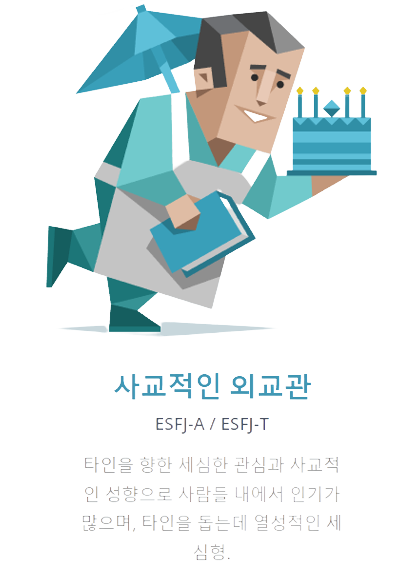 사교적인 외교관
ESFJ-A / ESFJ-T
타인을 향한 세심한 관심과 사교적
인 성향으로 사람들 내에서 인기가
많으며, 타인을 돕는데 열성적인 세
심형.